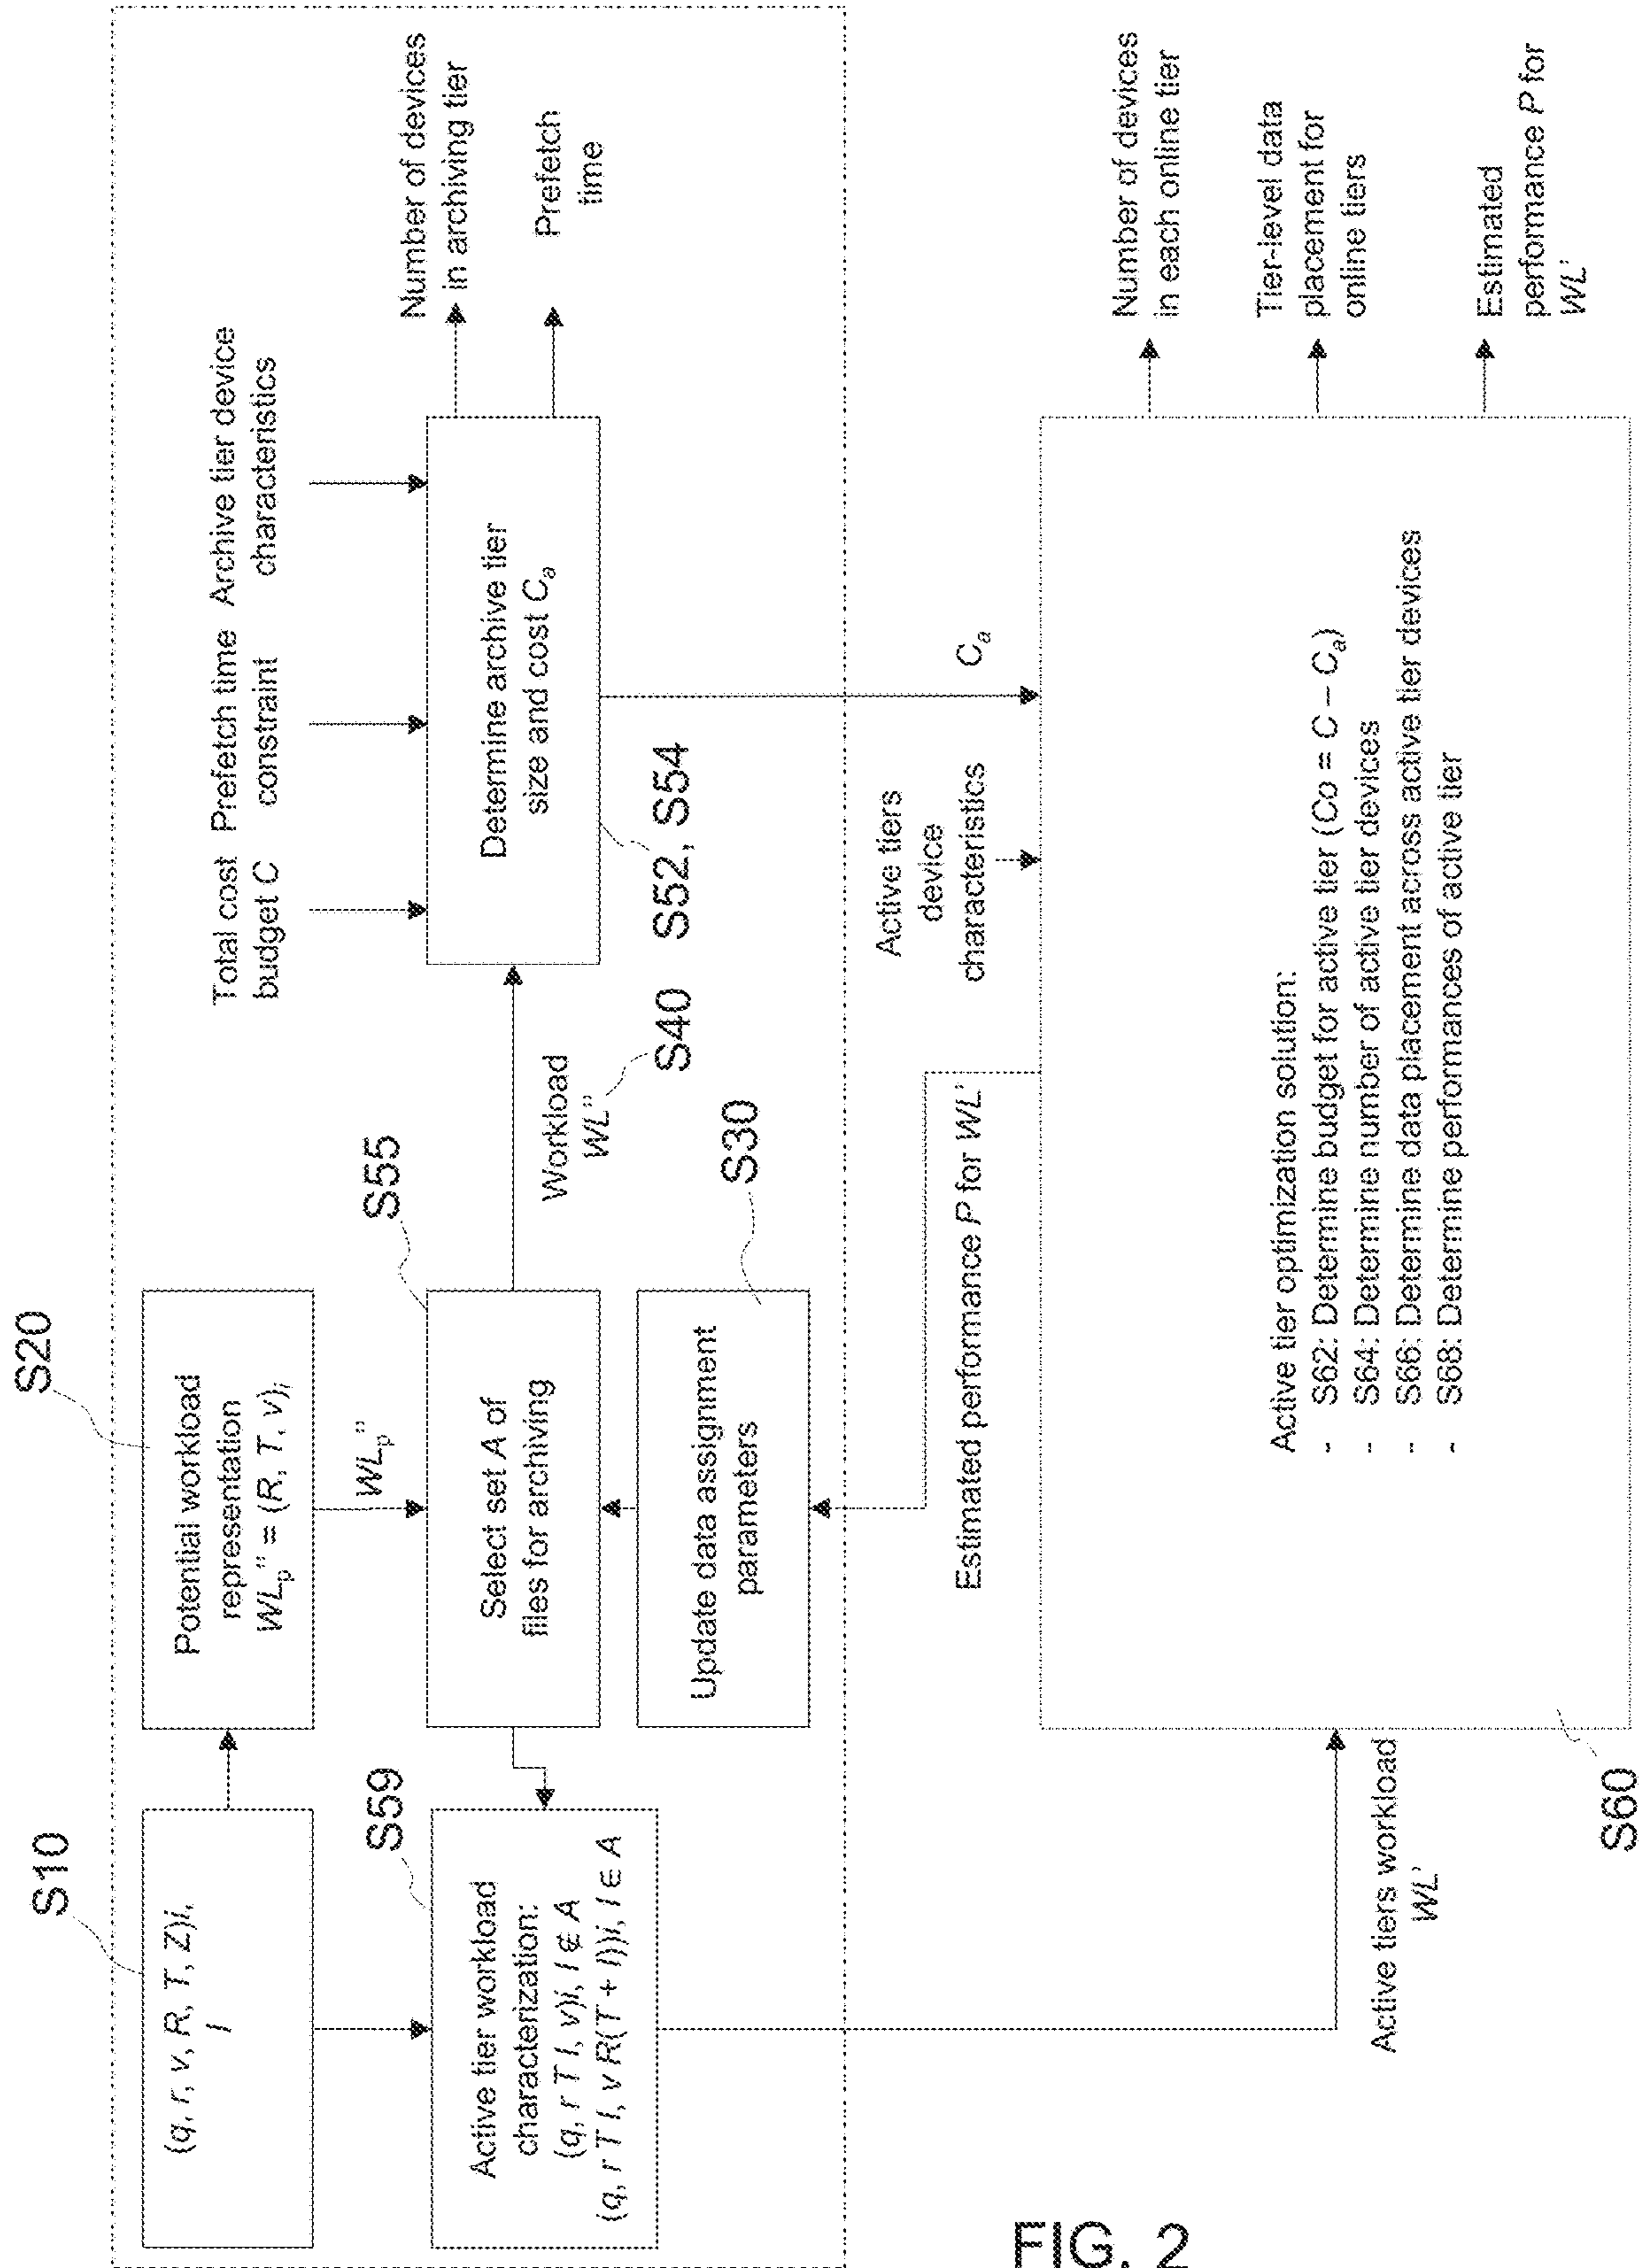 S10
(q, r, v, R, T, Z)i,
l
S20
Potential workload
representation
WLp" = (R, T, v)i
WLp"
S59
Active tier workload
characterization:
(q, r T l, v)i, l ∉ A
(q, r T l, v R(T + l))i, l ∈ A
S55
Select set A of
files for archiving
S30
Update data assignment
parameters
Workload
WL"
S40
Total cost
budget C
Prefetch time
constraint
Archive tier device
characteristics
Determine archive tier
size and cost Ca
S52, S54
Number of devices
in archiving tier
Prefetch
time
Estimated performance P for WL'
Active tiers
device
characteristics
Ca
Active tiers workload
WL'
S60
Active tier optimization solution:
- S62: Determine budget for active tier (Co = C – Ca)
- S64: Determine number of active tier devices
- S66: Determine data placement across active tier devices
- S68: Determine performances of active tier
Number of devices
in each online tier
Tier-level data
placement for
online tiers
Estimated
performance P for
WL'
FIG. 2